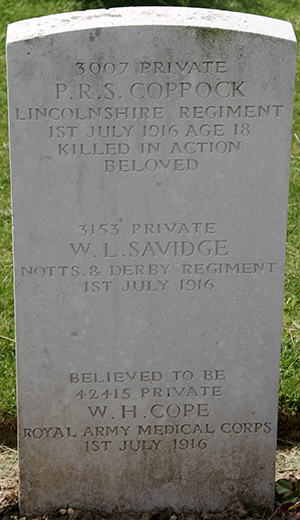 3007 PRIVATE
P.R.S. COPPOCK
LINCOLNSHIRE REGIMENT
1ST JULY 1916 AGE 18
KILLED IN ACTION
BELOVED
3153 PRIVATE
W. L. SAVIDGE
NOTTS. & DERBY REGIMENT
1ST JULY 1916
BELIEVED TO BE
42415 PRIVATE
W. H. COPE
ROYAL ARMY MEDICAL CORPS
1ST JULY 1916